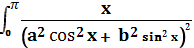 ∫₀^π x / (a² cos² x + b² sin² x)²